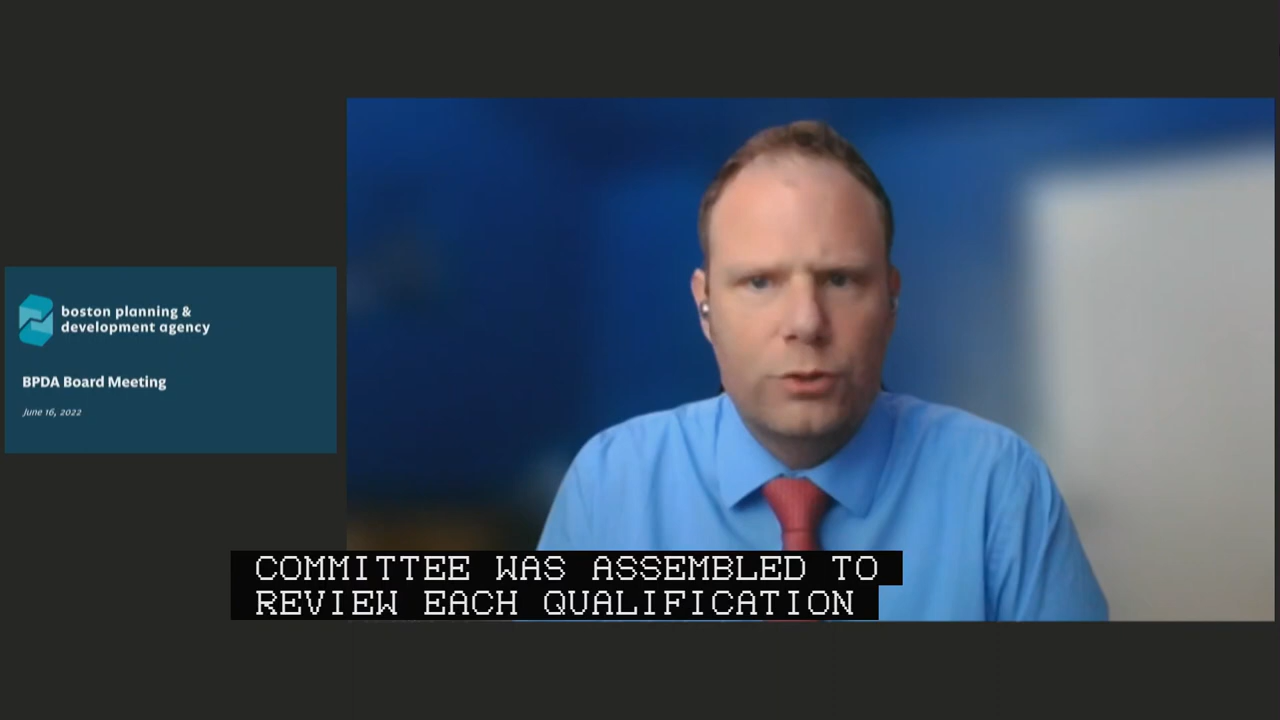 boston planning &
development agency
BPDA Board Meeting
June 16, 2022
COMMITTEE WAS ASSEMBLED TO
REVIEW EACH QUALIFICATION